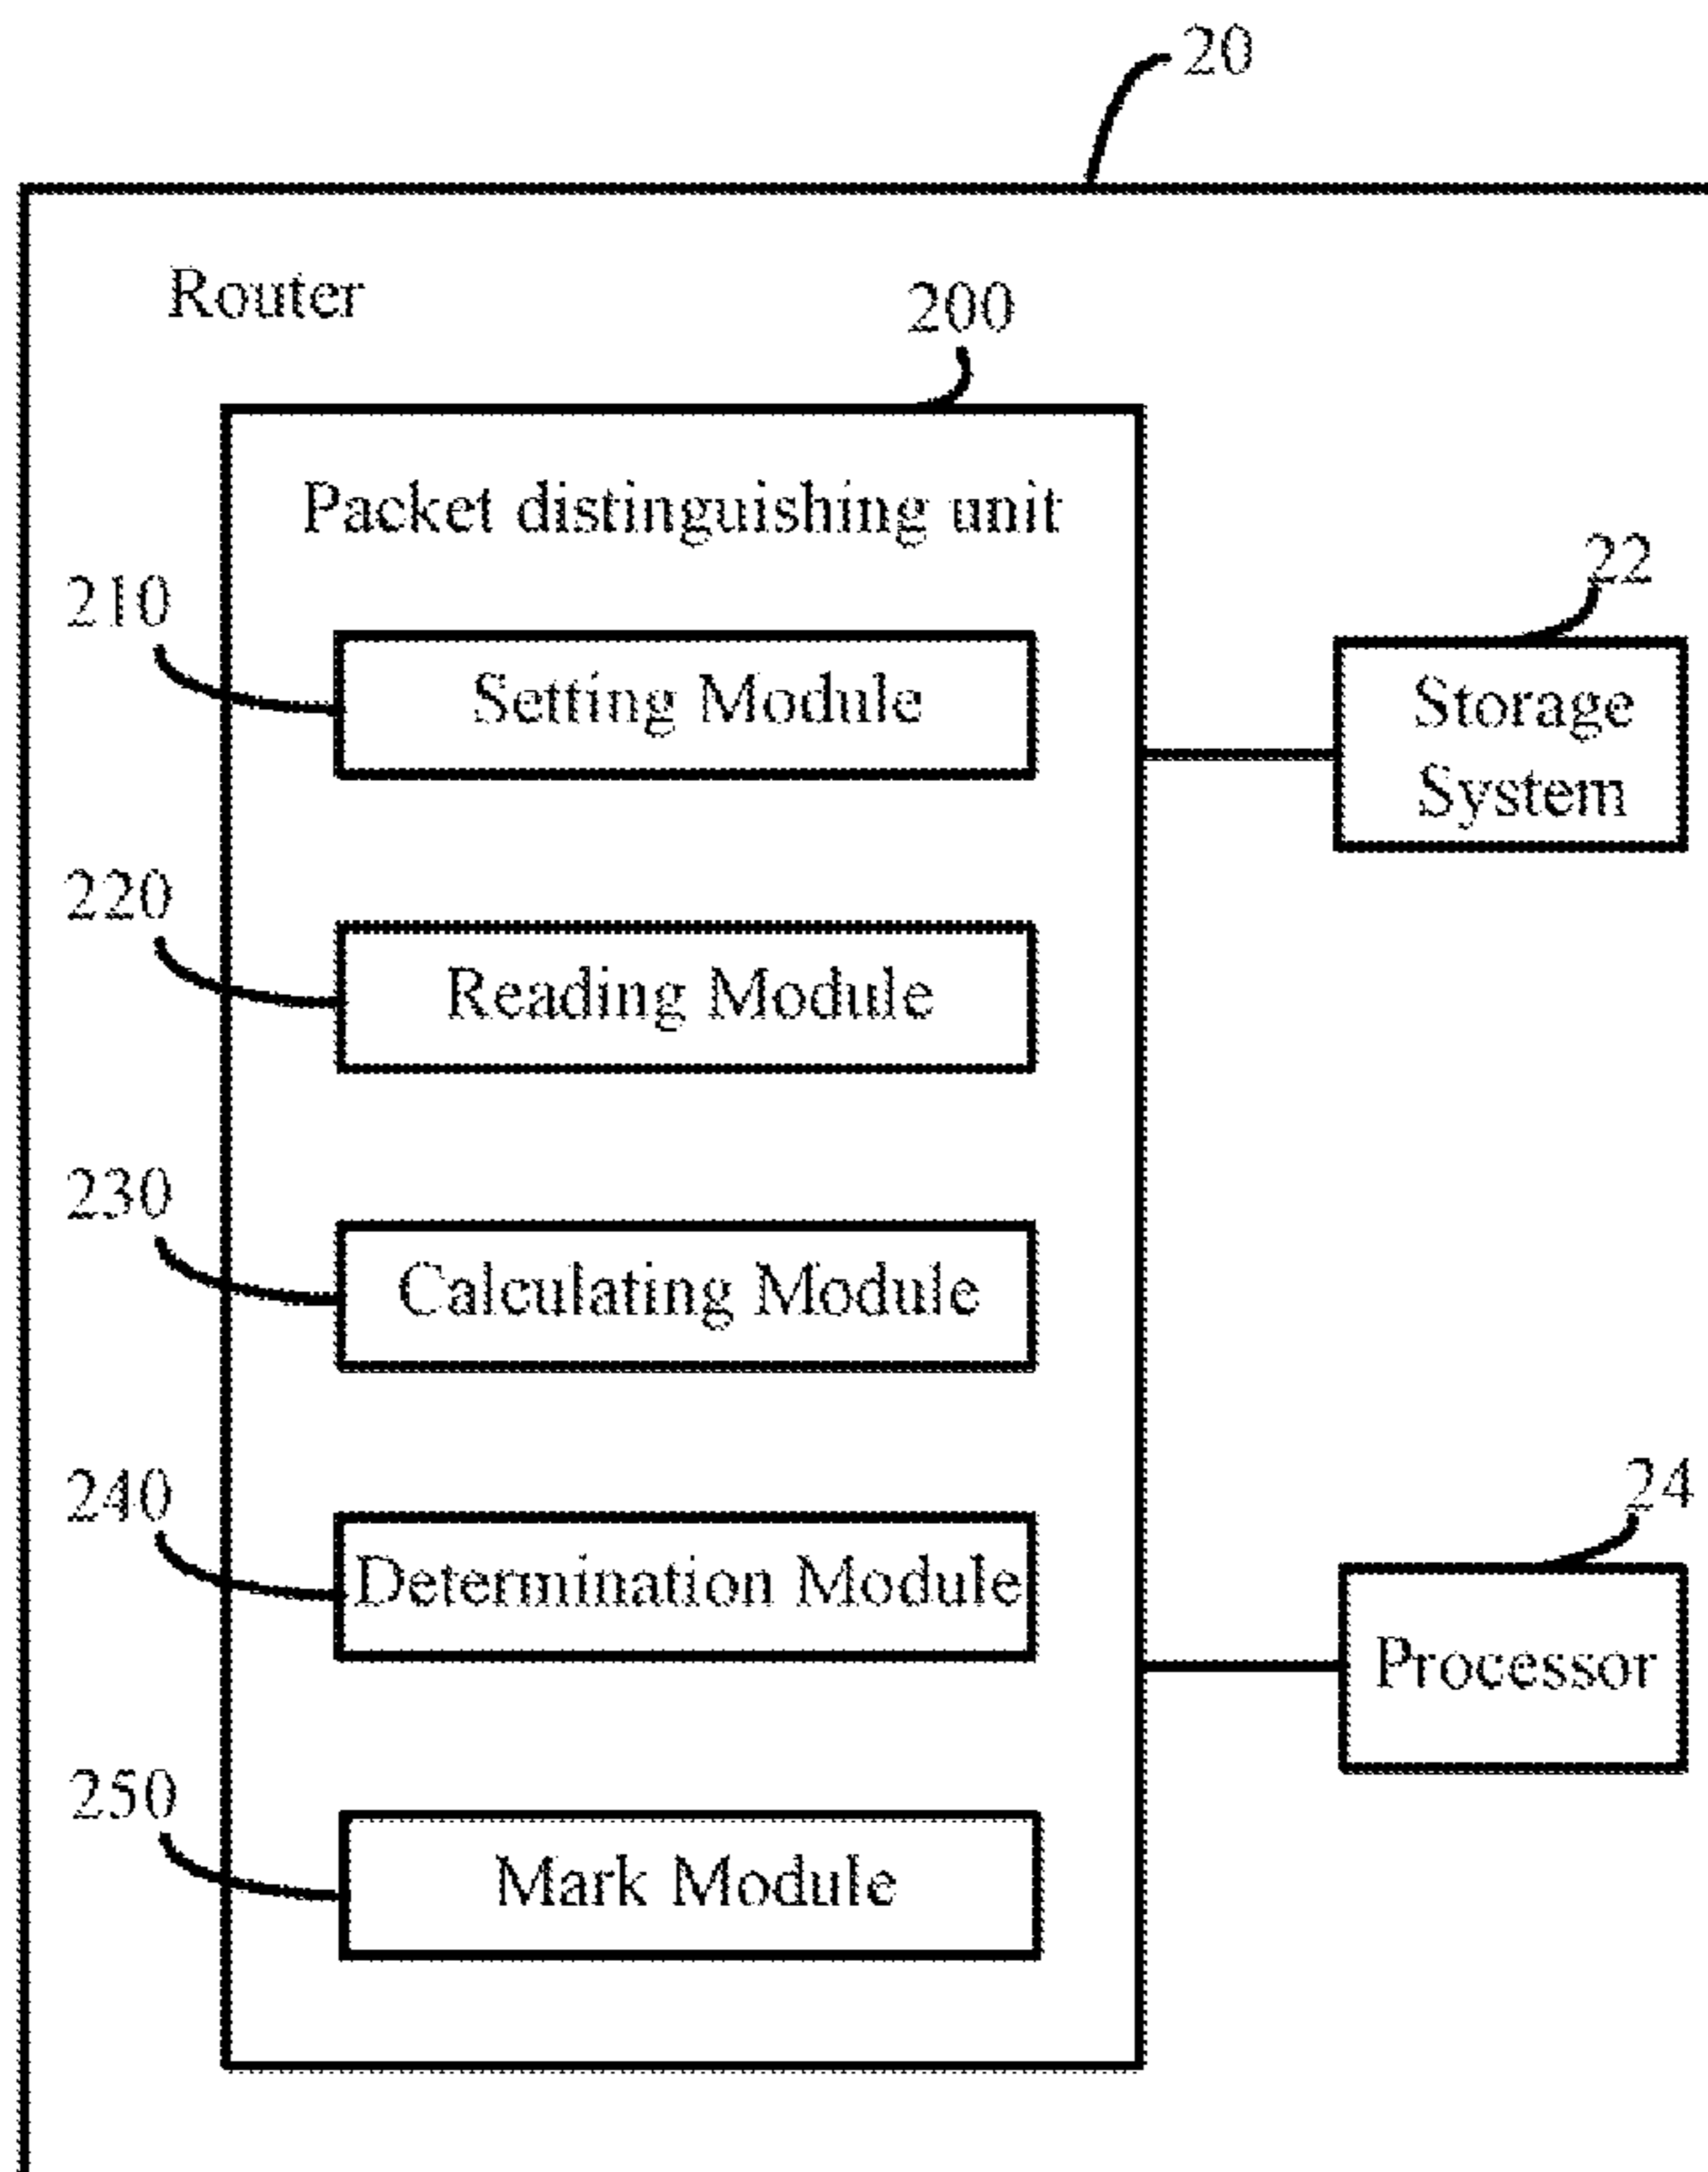 20
Router
200
Packet distinguishing unit
22
210
Setting Module
Storage
System
220
Reading Module
230
Calculating Module
240
24
Determination Module
Processor
250
Mark Module